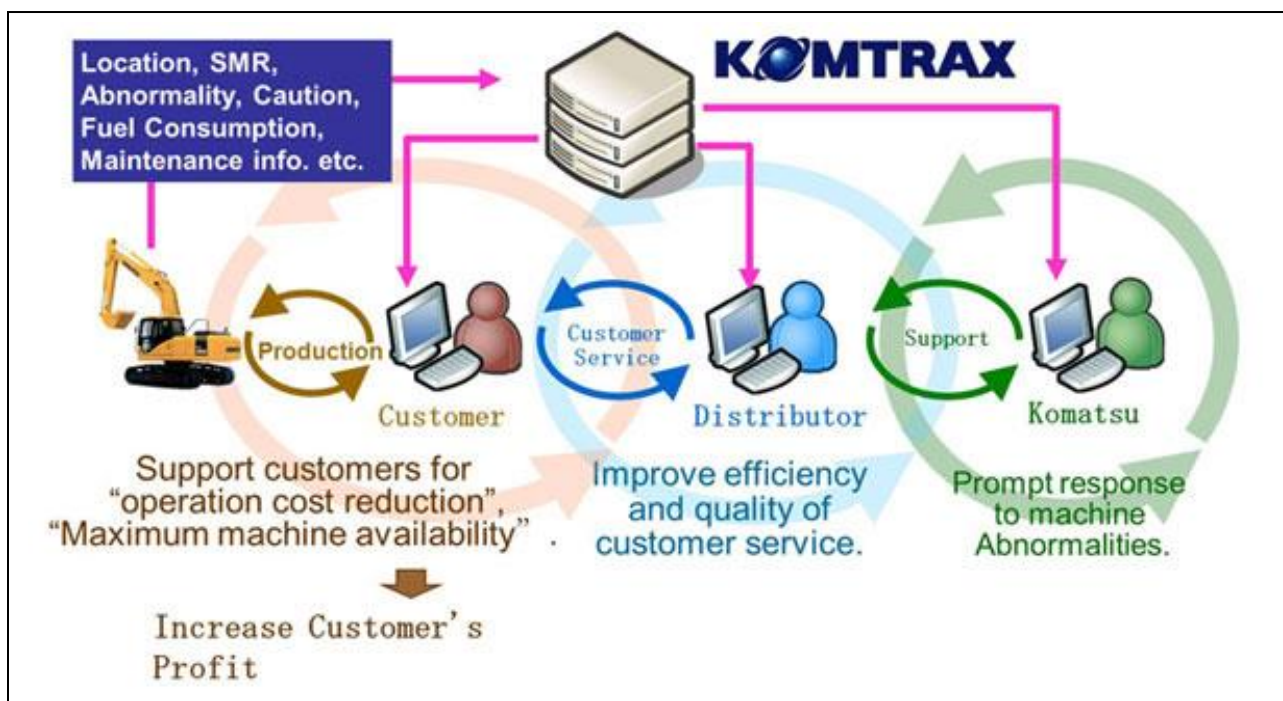 Location, SMR,
Abnormality, Caution,
Fuel Consumption,
Maintenance info. etc.
KOMTRAX
Production
Customer
Service
Support
Customer
Distributor
Komatsu
Support customers for
“operation cost reduction”,
“Maximum machine availability” .
Improve efficiency
and quality of
customer service.
Prompt response
to machine
Abnormalities.
Increase Customer's
Profit